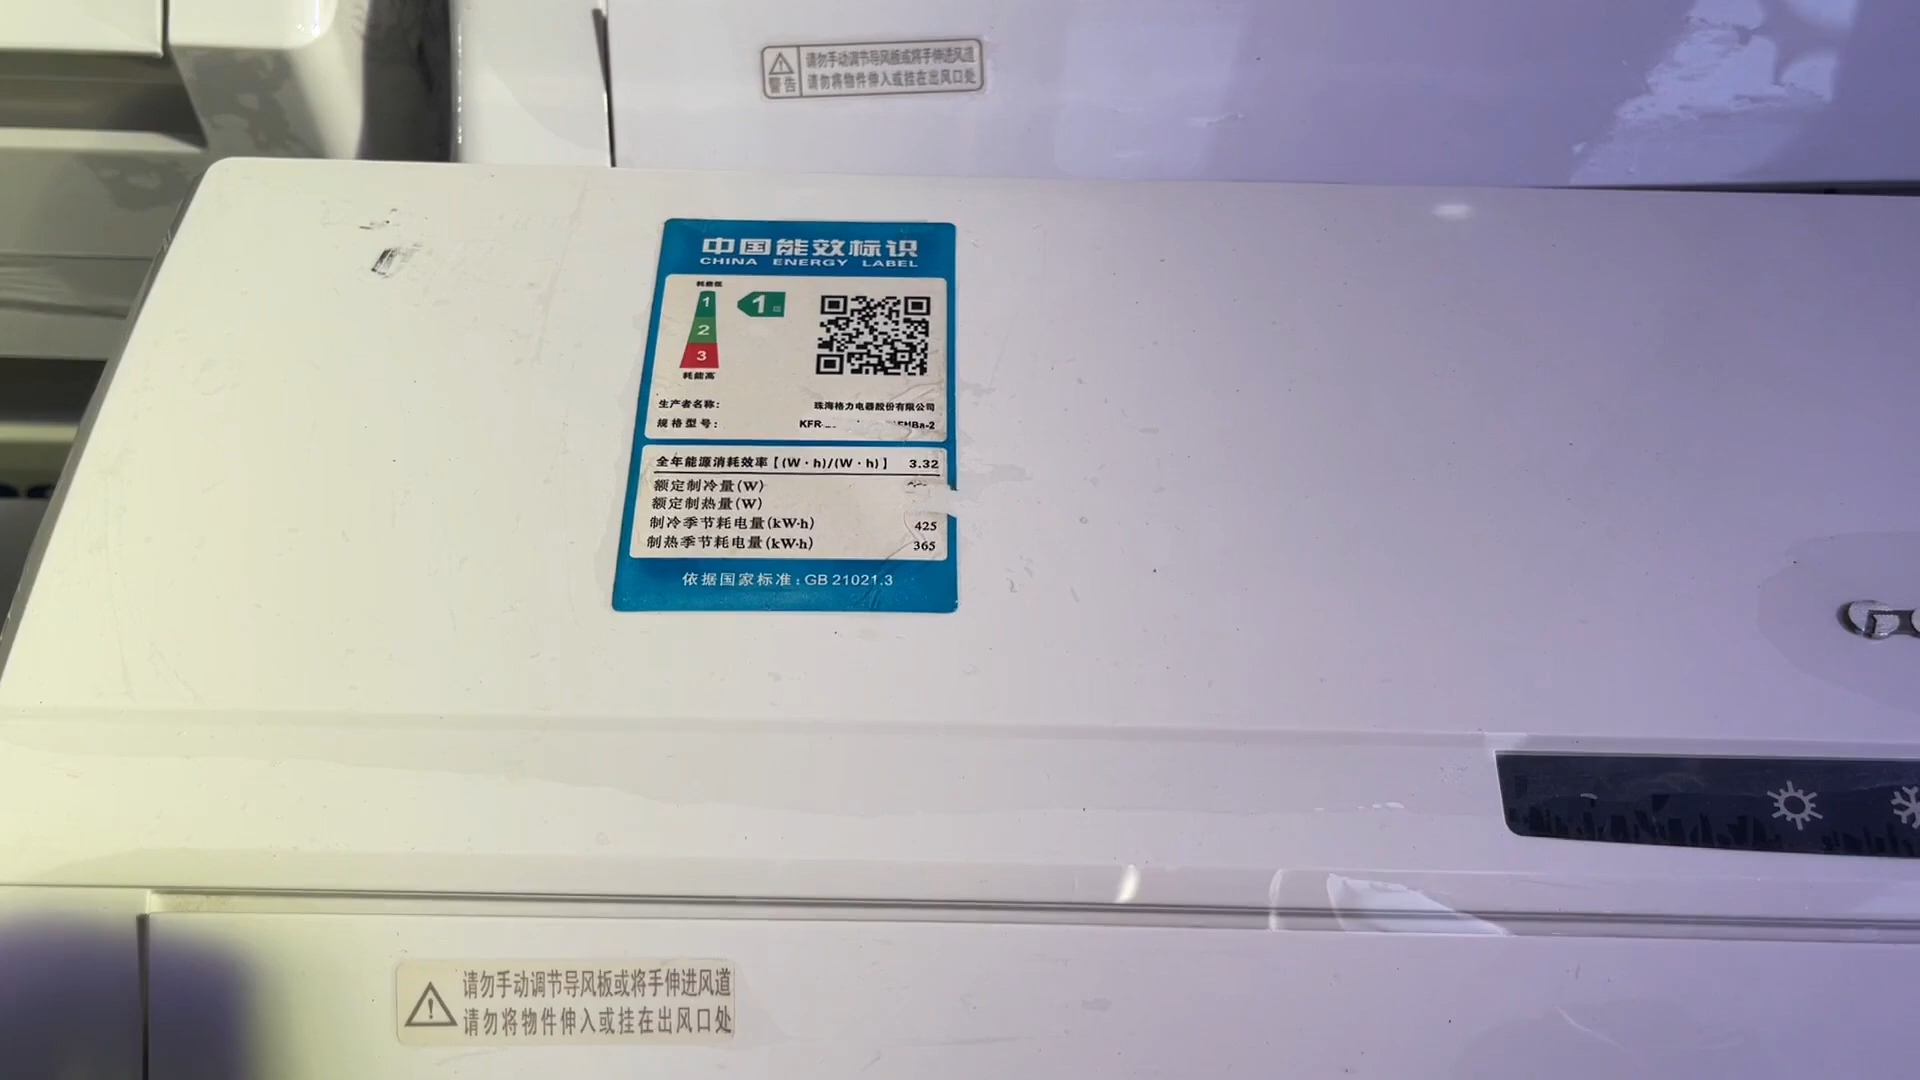 警告
请勿手动调节导风板或将手伸进风道
请勿将物件伸入或挂在出风口处
中国能效标识
CHINA ENERGY LABEL
耗能低
1
1级
2
3
耗能高
生产者名称: 珠海格力电器股份有限公司
规格型号: KFR-
全年能源消耗效率【(W·h)/(W·h)】 3.32
额定制冷量(W)
额定制热量(W)
制冷季节耗电量(kW·h) 425
制热季节耗电量(kW·h) 365
依据国家标准: GB 21021.3
请勿手动调节导风板或将手伸进风道
请勿将物件伸入或挂在出风口处